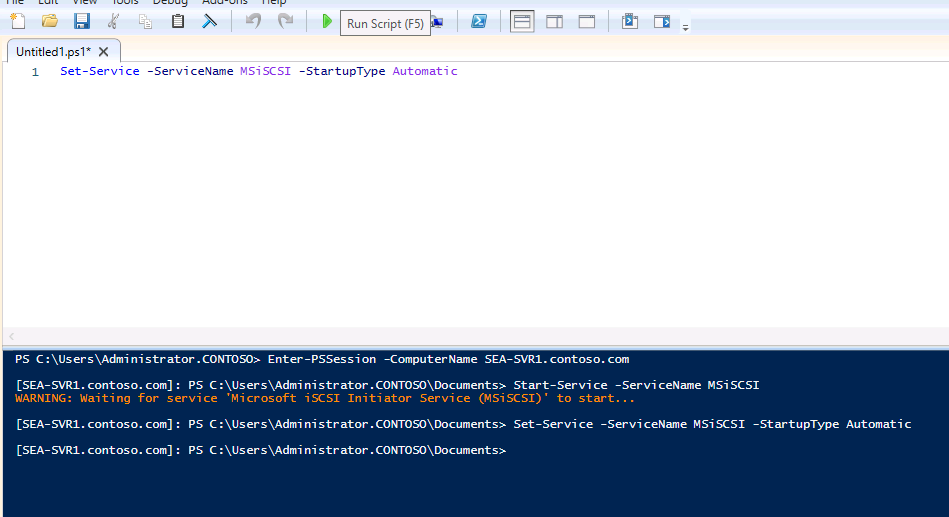 File Edit View Tools Debug Add-ons Help
Run Script (F5)
Untitled1.ps1*
1 Set-Service -ServiceName MSiSCSI -StartupType Automatic
PS C:\Users\Administrator.CONTOSO> Enter-PSSession -ComputerName SEA-SVR1.contoso.com
[SEA-SVR1.contoso.com]: PS C:\Users\Administrator.CONTOSO\Documents> Start-Service -ServiceName MSiSCSI
WARNING: Waiting for service 'Microsoft iSCSI Initiator Service (MSiSCSI)' to start...
[SEA-SVR1.contoso.com]: PS C:\Users\Administrator.CONTOSO\Documents> Set-Service -ServiceName MSiSCSI -StartupType Automatic
[SEA-SVR1.contoso.com]: PS C:\Users\Administrator.CONTOSO\Documents>